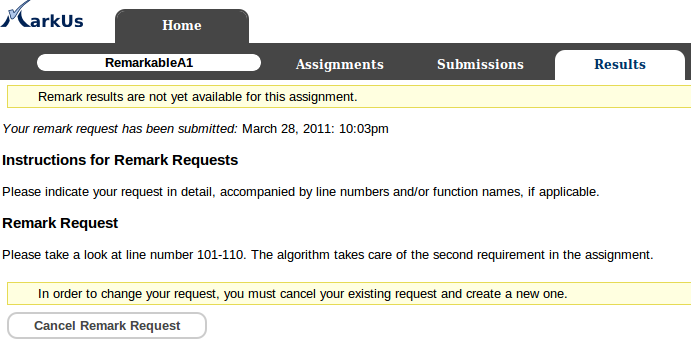 MarkUs
Home
RemarkableA1
Assignments
Submissions
Results
Remark results are not yet available for this assignment.
Your remark request has been submitted: March 28, 2011: 10:03pm
Instructions for Remark Requests
Please indicate your request in detail, accompanied by line numbers and/or function names, if applicable.
Remark Request
Please take a look at line number 101-110. The algorithm takes care of the second requirement in the assignment.
In order to change your request, you must cancel your existing request and create a new one.
Cancel Remark Request